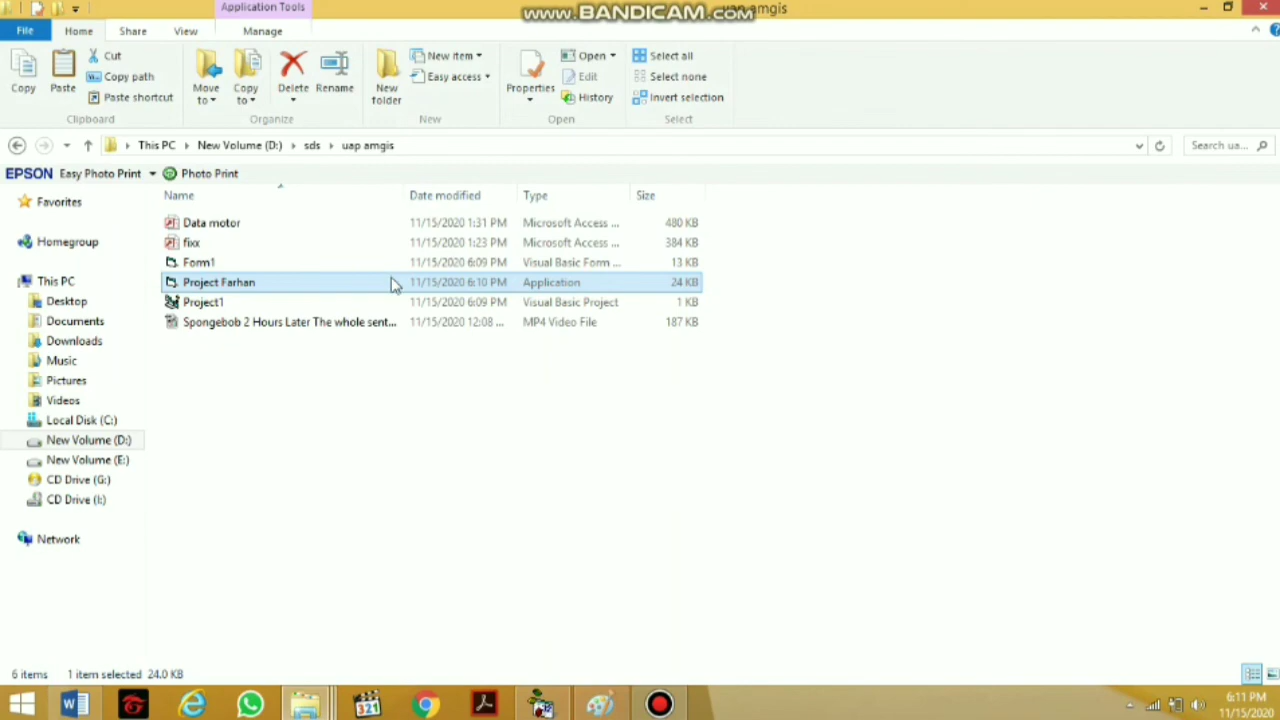 Application Tools
www.BANDICAM.com
uap amgis
File Home Share View Manage
Copy
Paste
Cut
Copy path
Paste shortcut
Clipboard
Move to
Copy to
Delete
Rename
Organize
New folder
New item
Easy access
New
Properties
Open
Edit
History
Open
Select all
Select none
Invert selection
Select
This PC New Volume (D:) sds uap amgis
Search ua...
EPSON Easy Photo Print Photo Print
Favorites
Homegroup
This PC
Desktop
Documents
Downloads
Music
Pictures
Videos
Local Disk (C:)
New Volume (D:)
New Volume (E:)
CD Drive (G:)
CD Drive (I:)
Network
Name Date modified Type Size
Data motor 11/15/2020 1:31 PM Microsoft Access ... 480 KB
fixx 11/15/2020 1:23 PM Microsoft Access ... 384 KB
Form1 11/15/2020 6:09 PM Visual Basic Form ... 13 KB
Project Farhan 11/15/2020 6:10 PM Application 24 KB
Project1 11/15/2020 6:09 PM Visual Basic Project 1 KB
Spongebob 2 Hours Later The whole sent... 11/15/2020 12:08 ... MP4 Video File 187 KB
6 items 1 item selected 24.0 KB
321
6:11 PM
11/15/2020